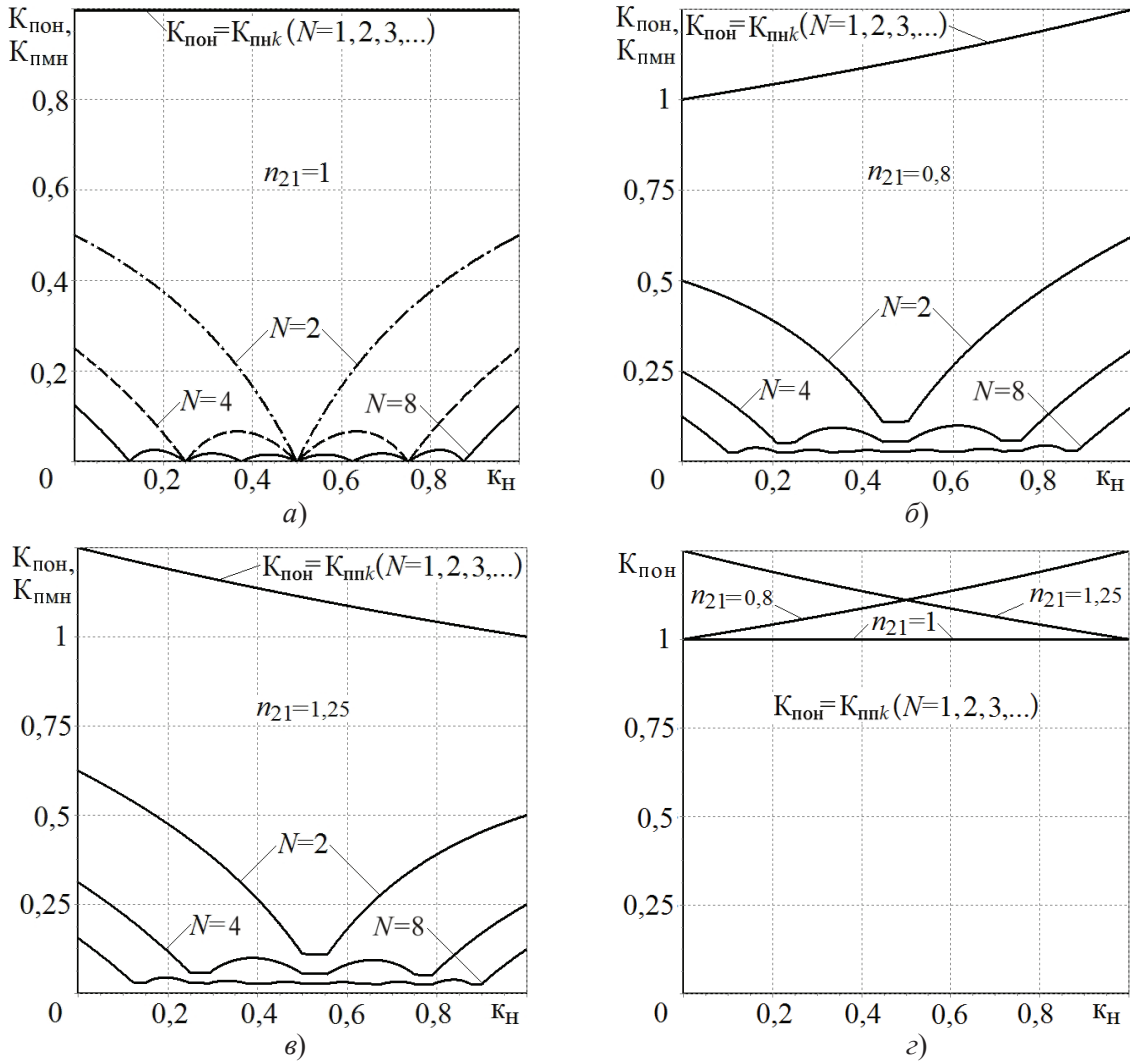 Кпон,
Кпмн
Кпон=Кпнk(N=1, 2, 3,...)
0,8
0,6
n21=1
0,4
N=2
0,2
N=4
N=8
0
0,2
0,4
0,6
0,8
кн
а)
Кпон,
Кпмн
Кпон=Кпнk(N=1, 2, 3,...)
1
0,75
n21=0,8
0,5
N=2
0,25
N=4
N=8
0
0,2
0,4
0,6
0,8
кн
б)
Кпон,
Кпмн
Кпон=Кппk(N=1, 2, 3,...)
1
0,75
n21=1,25
0,5
N=2
0,25
N=4
N=8
0
0,2
0,4
0,6
0,8
кн
в)
Кпон
n21=0,8
n21=1,25
n21=1
1
Кпон=Кппk(N=1, 2, 3,...)
0,75
0,5
0,25
0
0,2
0,4
0,6
0,8
кн
г)